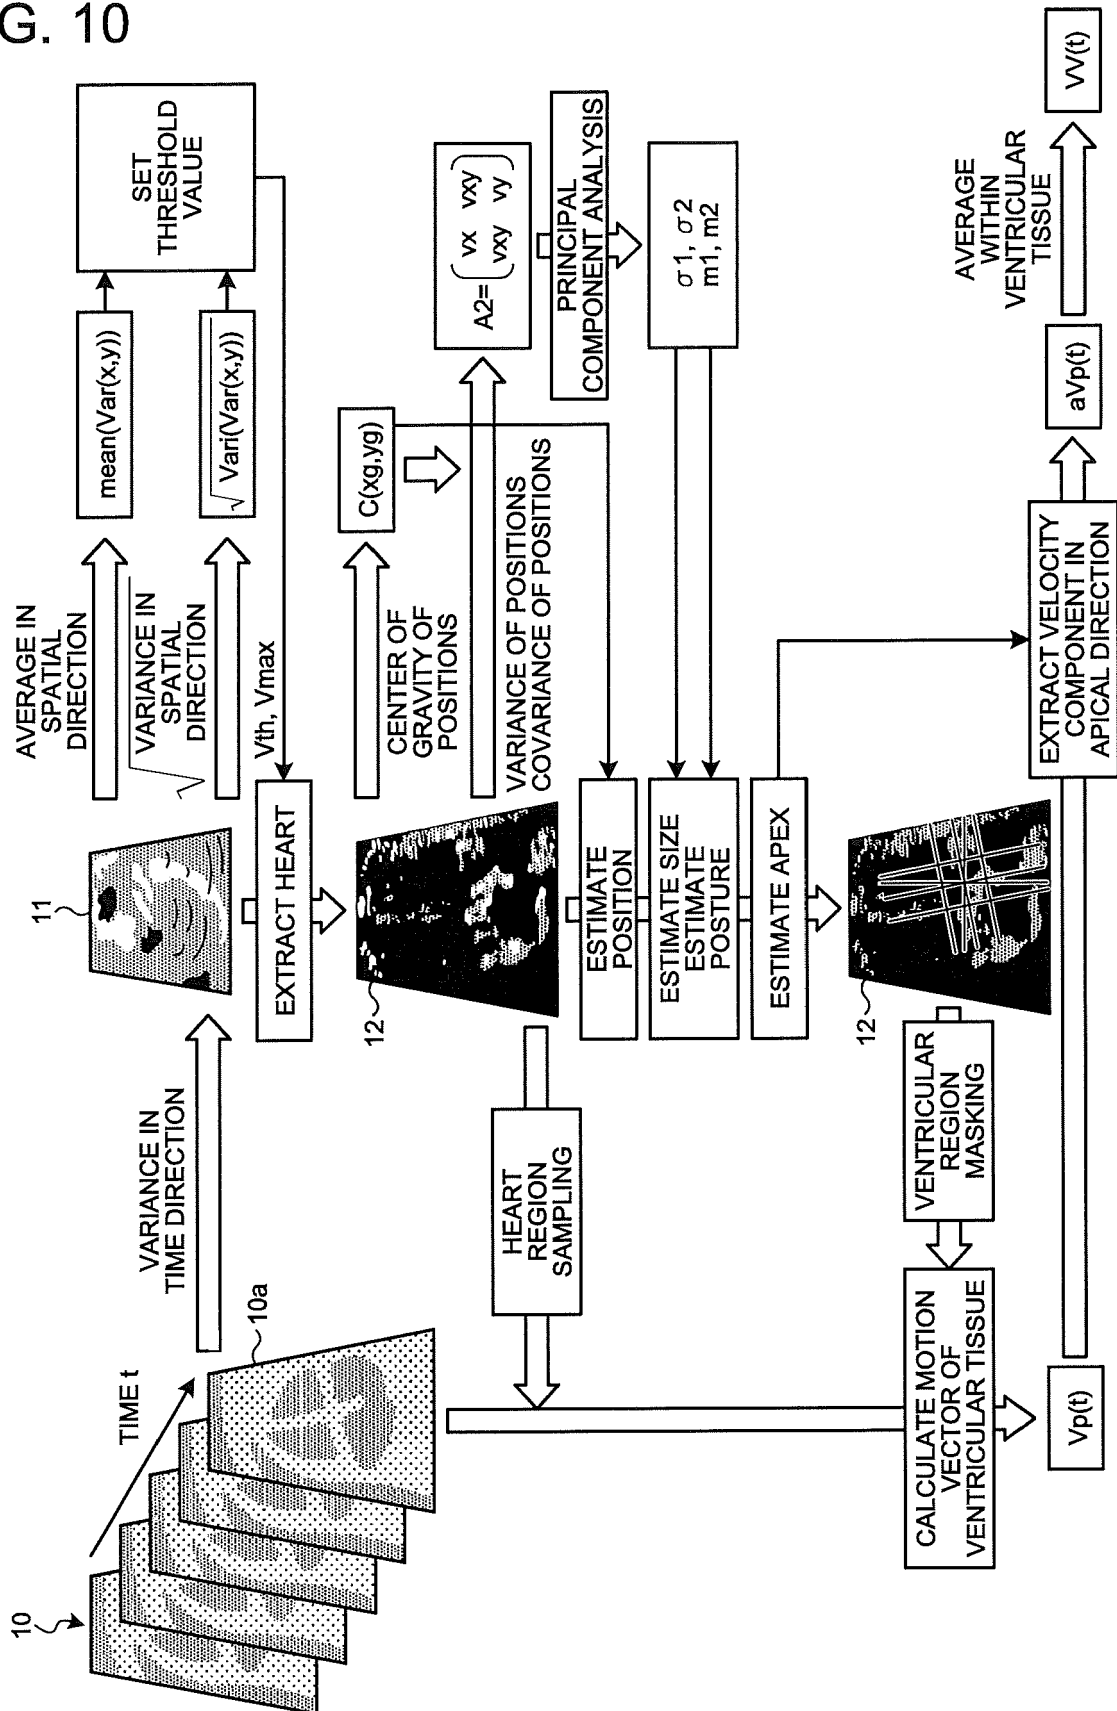 G. 10
10
TIME t
10a
VARIANCE IN
TIME DIRECTION
11
AVERAGE IN
SPATIAL
DIRECTION
mean(Var(x,y))
√VARIANCE IN
SPATIAL
DIRECTION
√Vari(Var(x,y))
SET
THRESHOLD
VALUE
Vth, Vmax
EXTRACT HEART
12
CENTER OF
GRAVITY OF
POSITIONS
C(xg,yg)
VARIANCE OF POSITIONS
COVARIANCE OF POSITIONS
A2= ( vx vxy
vxy vy )
PRINCIPAL
COMPONENT ANALYSIS
σ1, σ2
m1, m2
HEART
REGION
SAMPLING
ESTIMATE
POSITION
ESTIMATE SIZE
ESTIMATE
POSTURE
ESTIMATE APEX
12
VENTRICULAR
REGION
MASKING
CALCULATE MOTION
VECTOR OF
VENTRICULAR TISSUE
Vp(t)
EXTRACT VELOCITY
COMPONENT IN
APICAL DIRECTION
aVp(t)
AVERAGE
WITHIN
VENTRICULAR
TISSUE
VV(t)